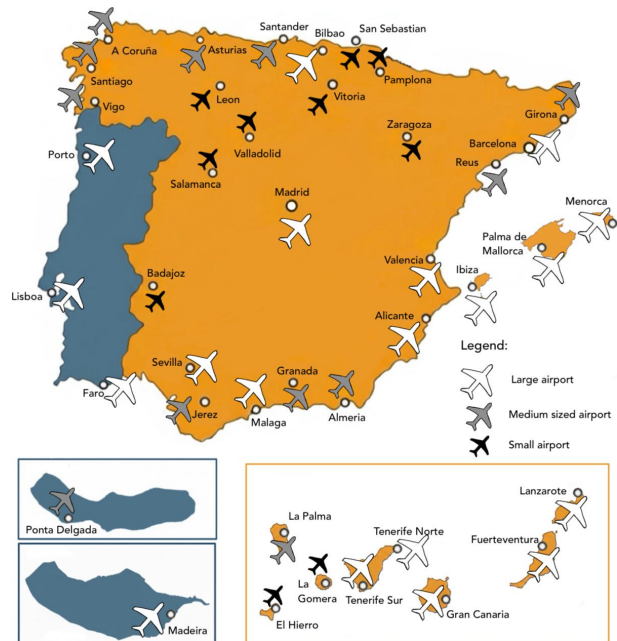 Santander
Bilbao
San Sebastian
A Coruña
Asturias
Santiago
Pamplona
Vigo
Leon
Vitoria
Girona
Valladolid
Zaragoza
Barcelona
Porto
Reus
Salamanca
Madrid
Menorca
Palma de
Mallorca
Valencia
Ibiza
Badajoz
Lisboa
Alicante
Legend:
Sevilla
Granada
Large airport
Faro
Jerez
Malaga
Almeria
Medium sized airport
Small airport
Ponta Delgada
Madeira
La Palma
Lanzarote
Tenerife Norte
Fuerteventura
La
Gomera
Tenerife Sur
Gran Canaria
El Hierro